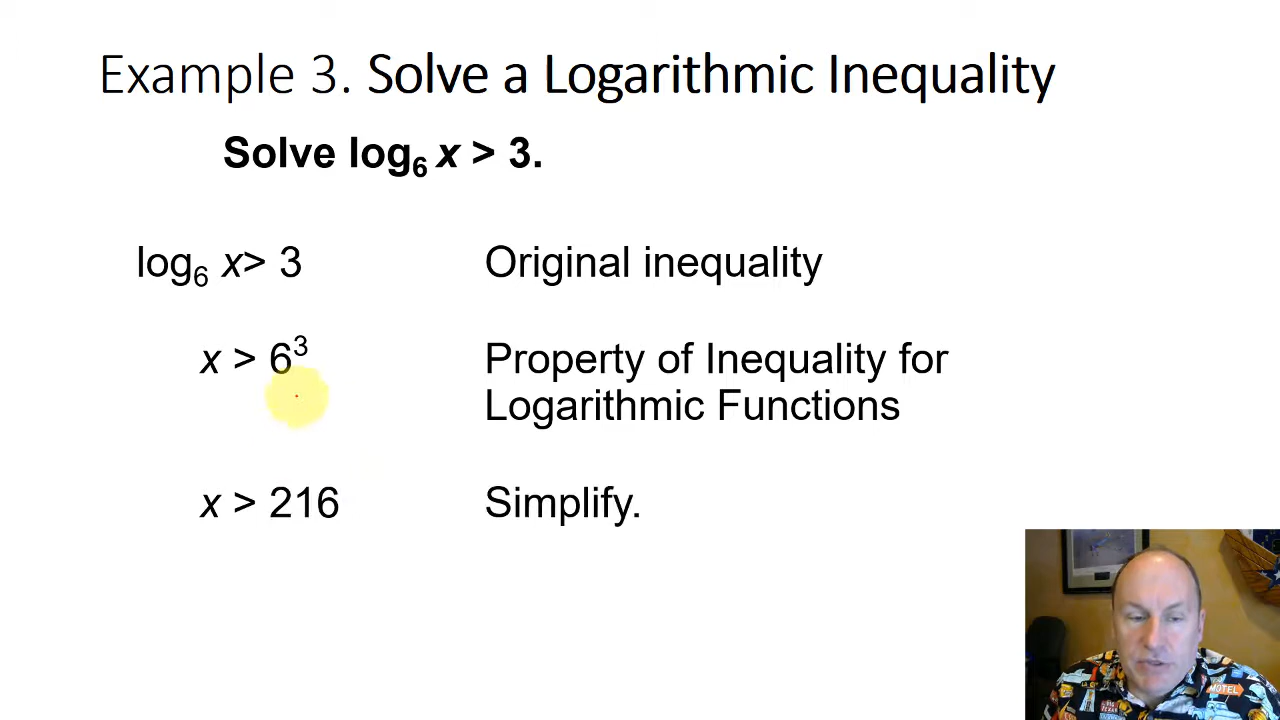 Example 3. Solve a Logarithmic Inequality
Solve log₆ x > 3.
log₆ x> 3 Original inequality
x > 6³ Property of Inequality for
Logarithmic Functions
x > 216 Simplify.
MOTEL